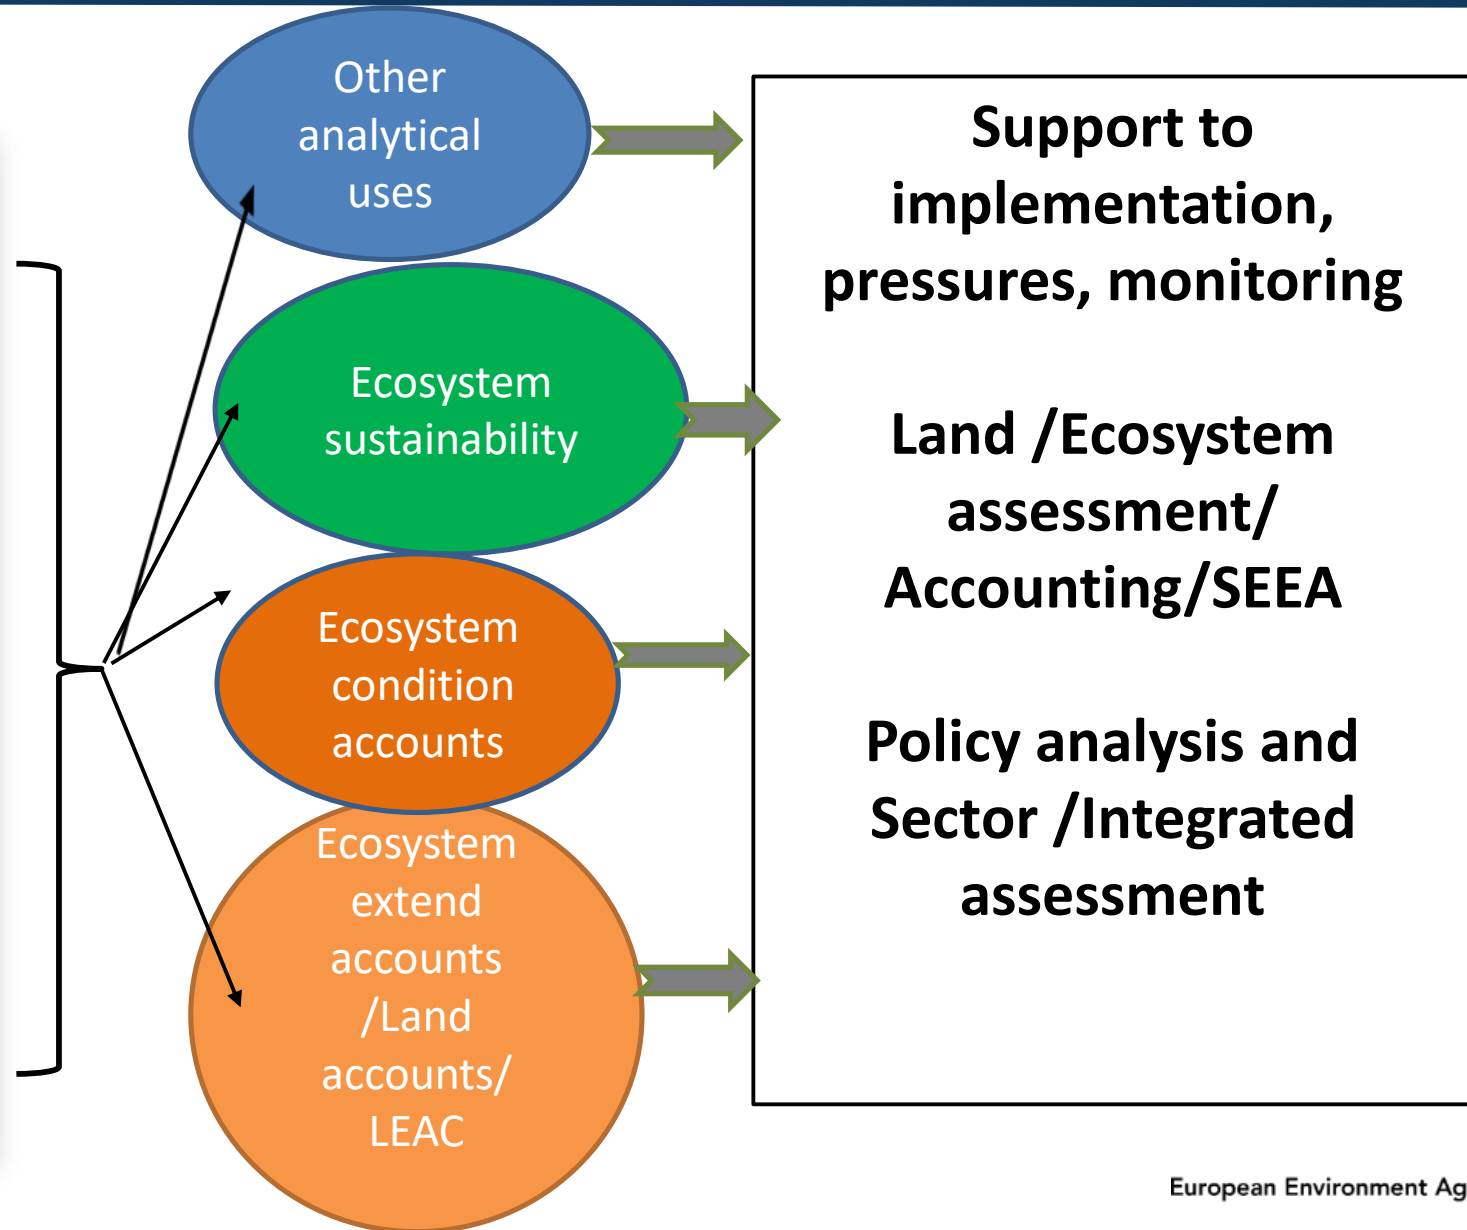 Other
analytical
uses
Ecosystem
sustainability
Ecosystem
condition
accounts
Ecosystem
extend
accounts
/Land
accounts/
LEAC
Support to
implementation,
pressures, monitoring
Land /Ecosystem
assessment/
Accounting/SEEA
Policy analysis and
Sector /Integrated
assessment
European Environment Ag